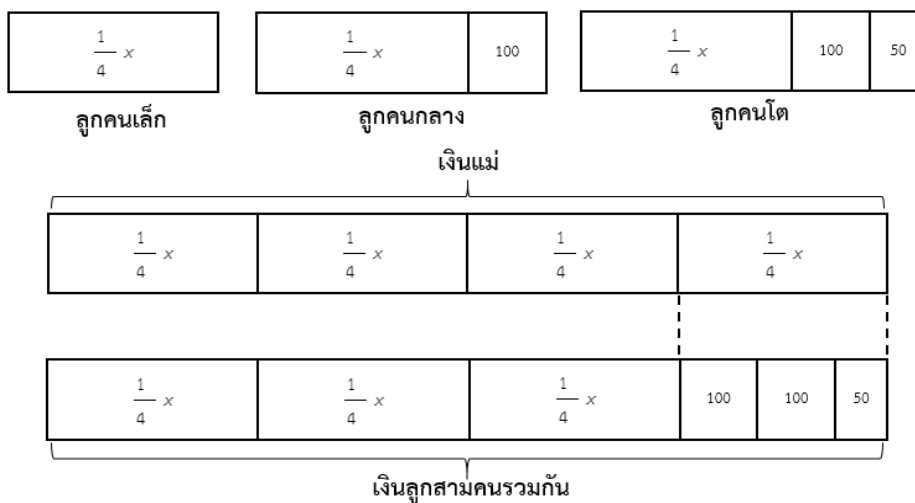 1/4 x 1/4 x 100 1/4 x 100 50
ลูกคนเล็ก ลูกคนกลาง ลูกคนโต
เงินแม่
1/4 x 1/4 x 1/4 x 1/4 x
1/4 x 1/4 x 1/4 x 100 100 50
เงินลูกสามคนรวมกัน